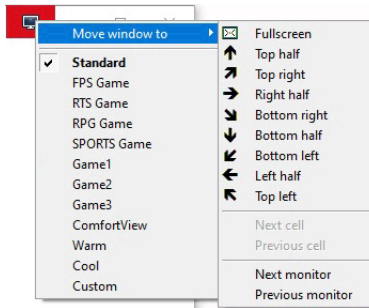 Move window to
Standard
FPS Game
RTS Game
RPG Game
SPORTS Game
Game1
Game2
Game3
ComfortView
Warm
Cool
Custom
Fullscreen
Top half
Top right
Right half
Bottom right
Bottom half
Bottom left
Left half
Top left
Next cell
Previous cell
Next monitor
Previous monitor